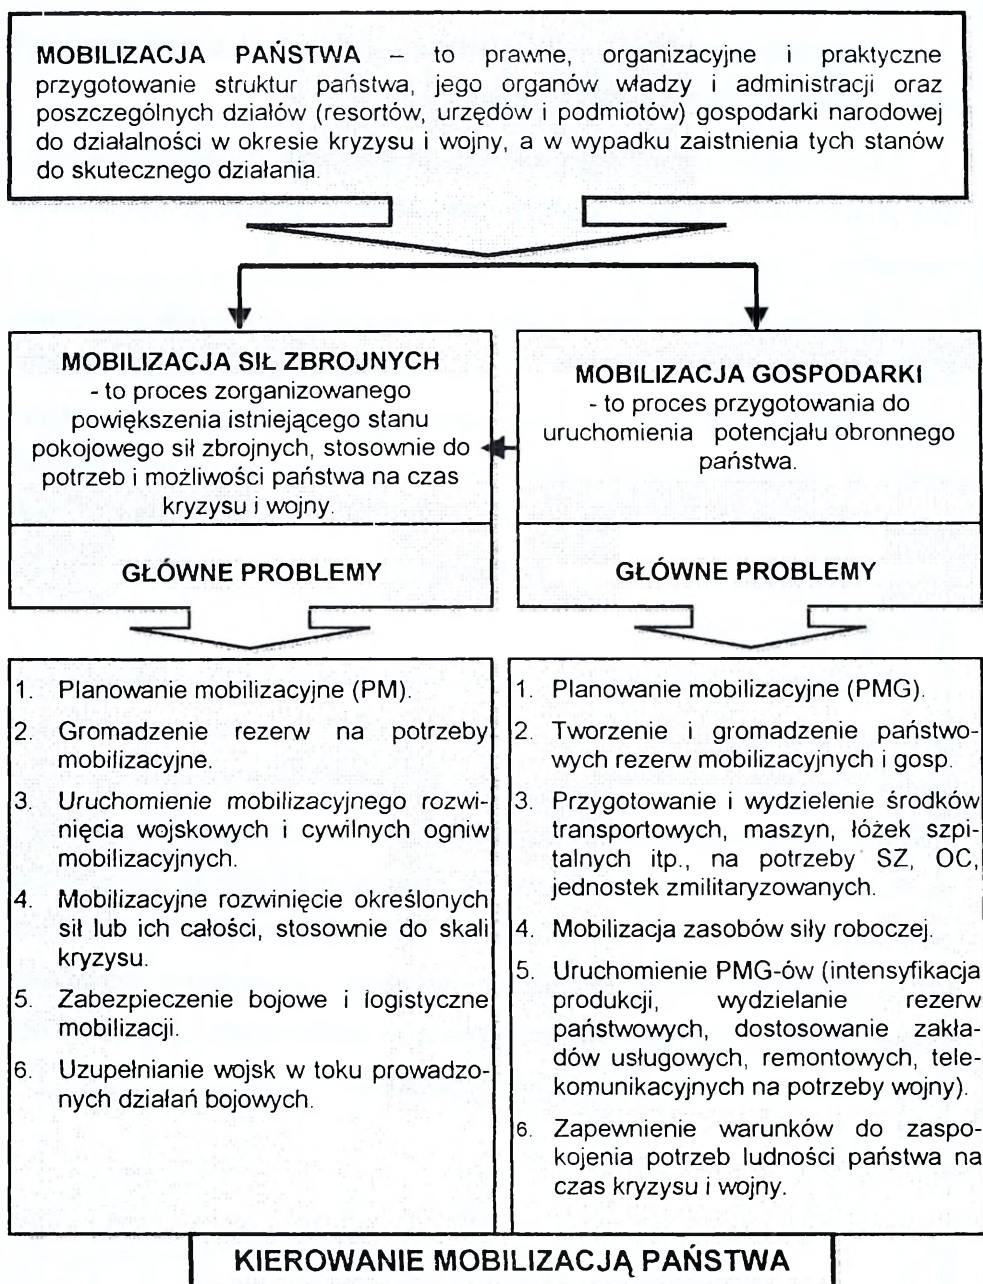 MOBILIZACJA PAŃSTWA – to prawne, organizacyjne i praktyczne
przygotowanie struktur państwa, jego organów władzy i administracji oraz
poszczególnych działów (resortów, urzędów i podmiotów) gospodarki narodowej
do działalności w okresie kryzysu i wojny, a w wypadku zaistnienia tych stanów
do skutecznego działania.
MOBILIZACJA SIŁ ZBROJNYCH
- to proces zorganizowanego
powiększenia istniejącego stanu
pokojowego sił zbrojnych, stosownie do
potrzeb i możliwości państwa na czas
kryzysu i wojny.
GŁÓWNE PROBLEMY
1. Planowanie mobilizacyjne (PM).
2. Gromadzenie rezerw na potrzeby
mobilizacyjne.
3. Uruchomienie mobilizacyjnego rozwi-
nięcia wojskowych i cywilnych ogniw
mobilizacyjnych.
4. Mobilizacyjne rozwinięcie określonych
sił lub ich całości, stosownie do skali
kryzysu.
5. Zabezpieczenie bojowe i logistyczne
mobilizacji.
6. Uzupełnianie wojsk w toku prowadzo-
nych działań bojowych.
MOBILIZACJA GOSPODARKI
- to proces przygotowania do
uruchomienia potencjału obronnego
państwa.
GŁÓWNE PROBLEMY
1. Planowanie mobilizacyjne (PMG).
2. Tworzenie i gromadzenie państwo-
wych rezerw mobilizacyjnych i gosp.
3. Przygotowanie i wydzielenie środków
transportowych, maszyn, łóżek szpi-
talnych itp., na potrzeby SZ, OC,
jednostek zmilitaryzowanych.
4. Mobilizacja zasobów siły roboczej.
5. Uruchomienie PMG-ów (intensyfikacja
produkcji, wydzielanie rezerw
państwowych, dostosowanie zakła-
dów usługowych, remontowych, tele-
komunikacyjnych na potrzeby wojny).
6. Zapewnienie warunków do zaspo-
kojenia potrzeb ludności państwa na
czas kryzysu i wojny.
KIEROWANIE MOBILIZACJĄ PAŃSTWA